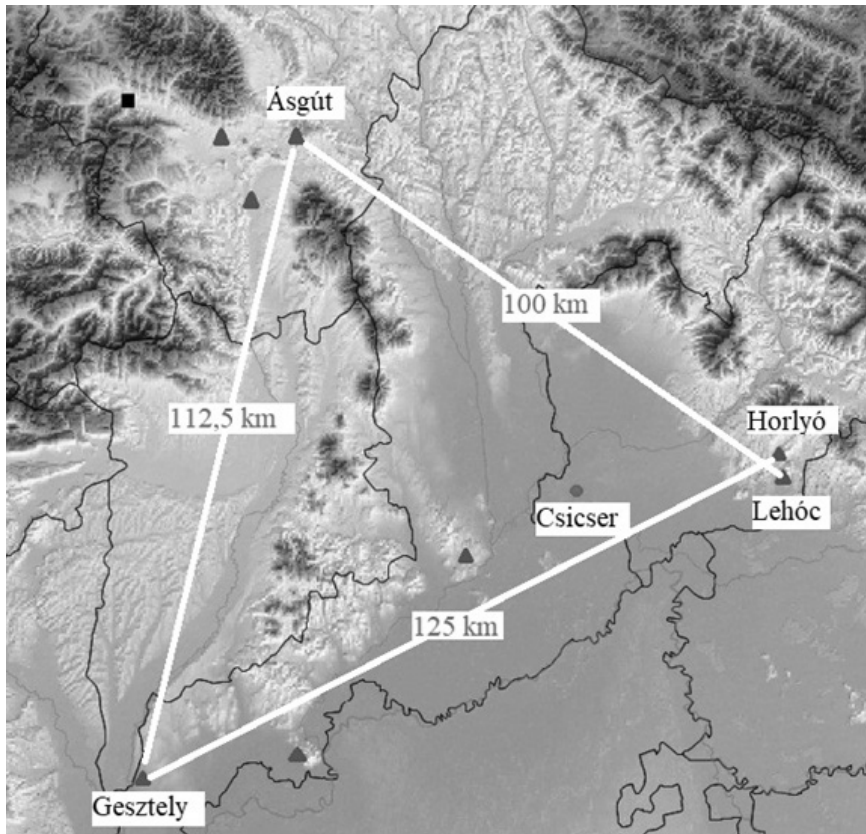 Ásgút
100 km
112,5 km
Horlyó
Csicser
Lehóc
125 km
Gesztely